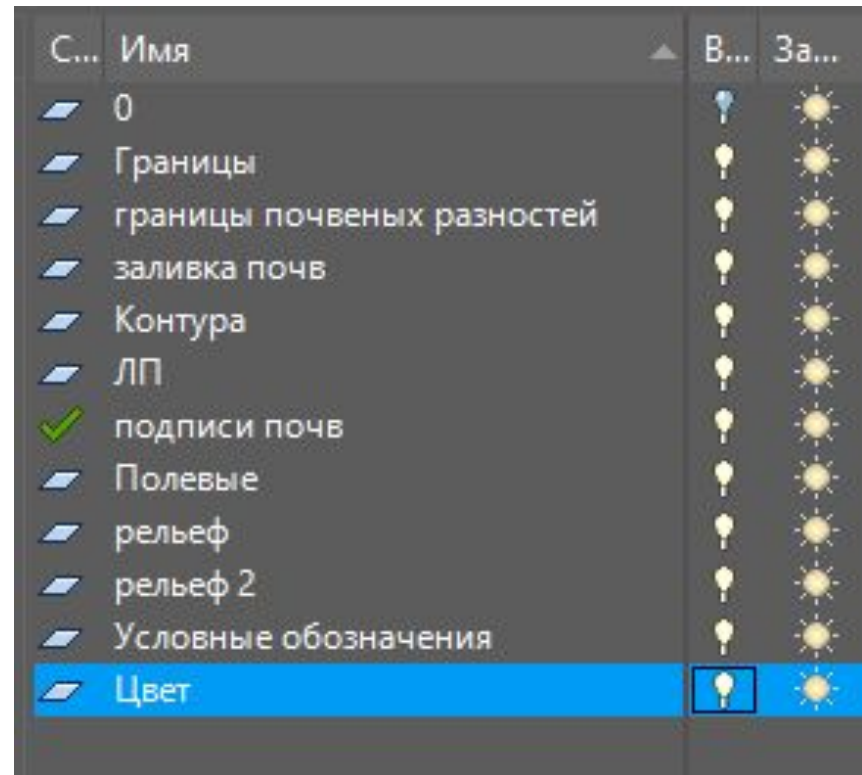 С... Имя В... За...
0
Границы
границы почвеных разностей
заливка почв
Контура
ЛП
подписи почв
Полевые
рельеф
рельеф 2
Условные обозначения
Цвет